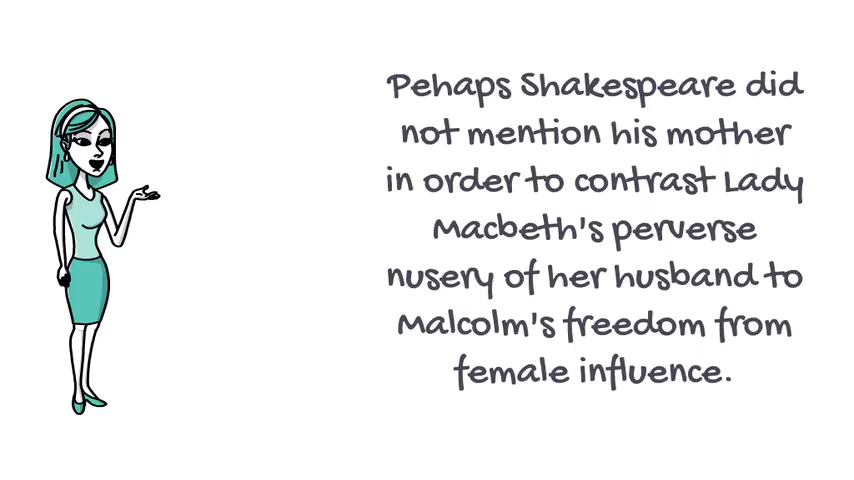 Pehaps Shakespeare did
not mention his mother
in order to contrast Lady
Macbeth's perverse
nusery of her husband to
Malcolm's freedom from
female influence.